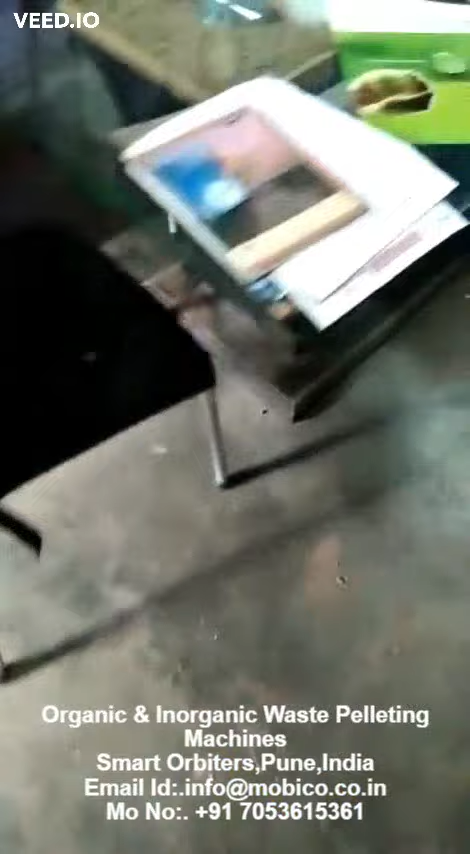 VEED.IO
Organic & Inorganic Waste Pelleting
Machines
Smart Orbiters,Pune,India
Email Id:.info@mobico.co.in
Mo No:. +91 7053615361